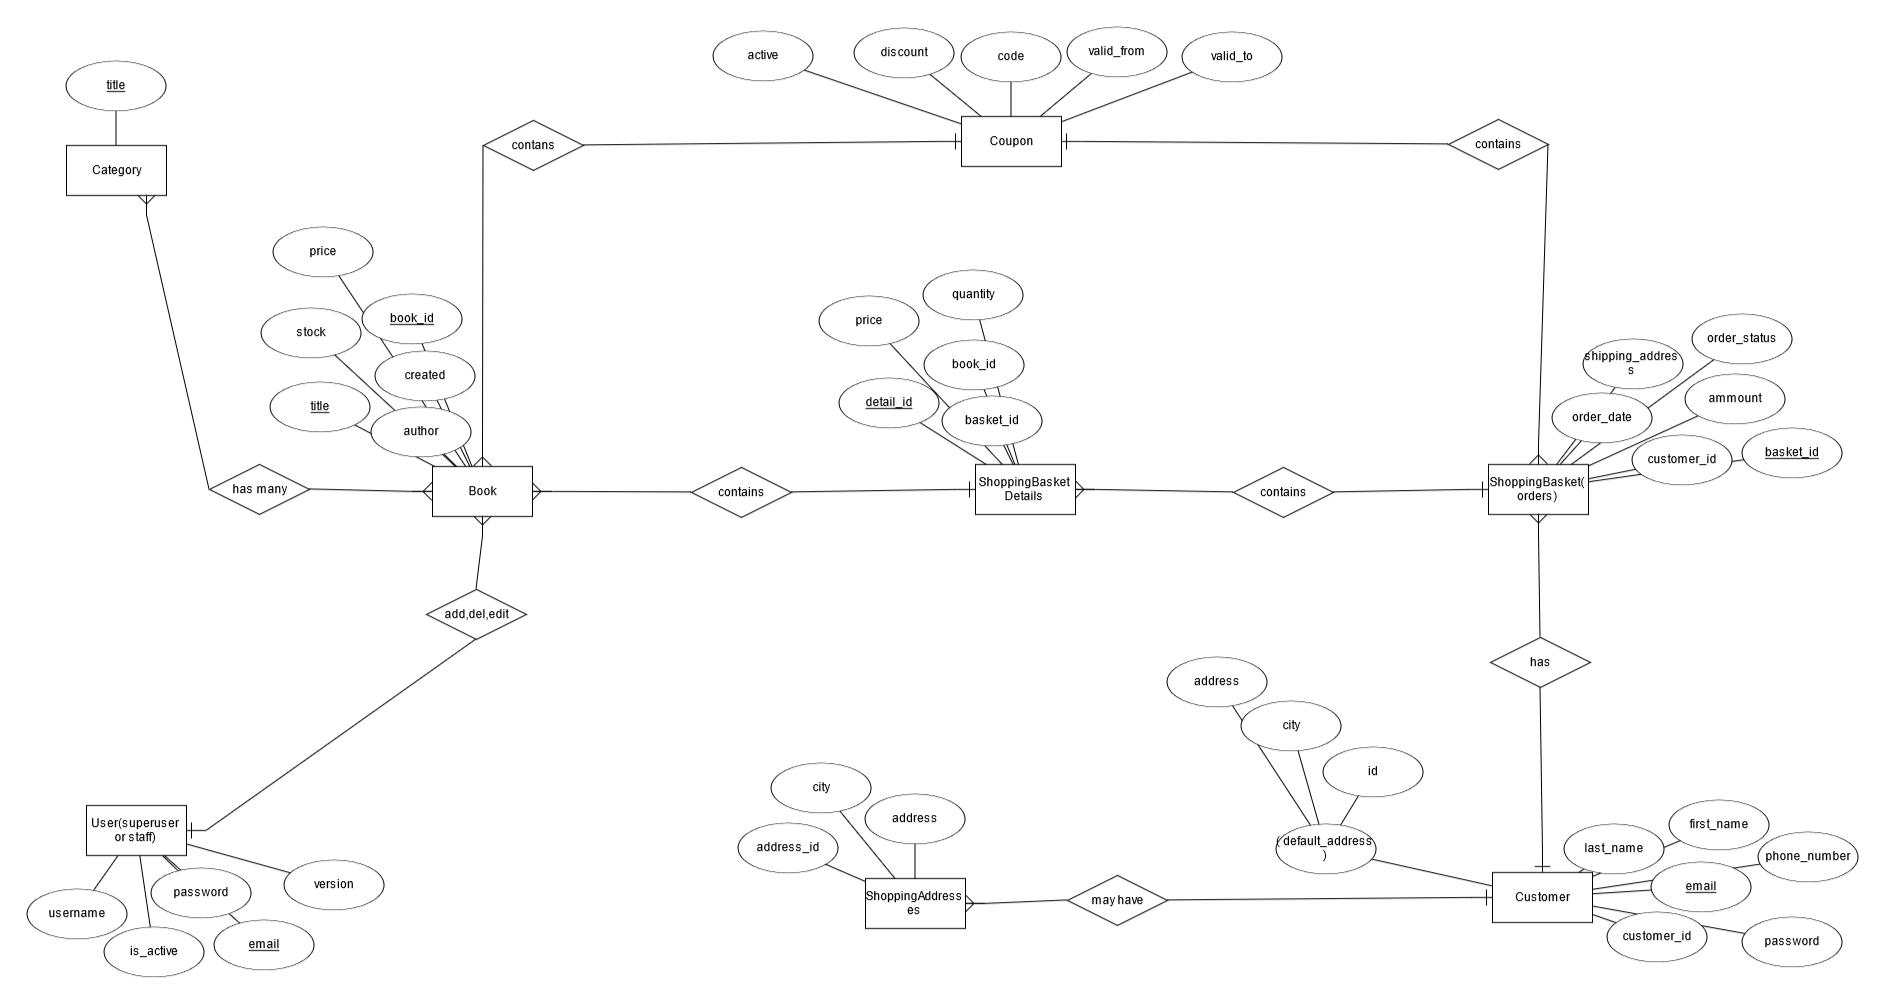 active
discount
code
valid_from
valid_to
title
Category
contans
Coupon
contains
price
book_id
stock
created
title
author
quantity
price
book_id
detail_id
basket_id
shipping_addres
s
order_status
order_date
ammount
customer_id
basket_id
has many
Book
contains
ShoppingBasket
Details
contains
ShoppingBasket(
orders)
add,del,edit
has
address
city
id
User(superuser
or staff)
username
is_active
password
email
version
city
address
address_id
ShoppingAddress
es
may have
(default_address
)
last_name
first_name
phone_number
email
Customer
customer_id
password